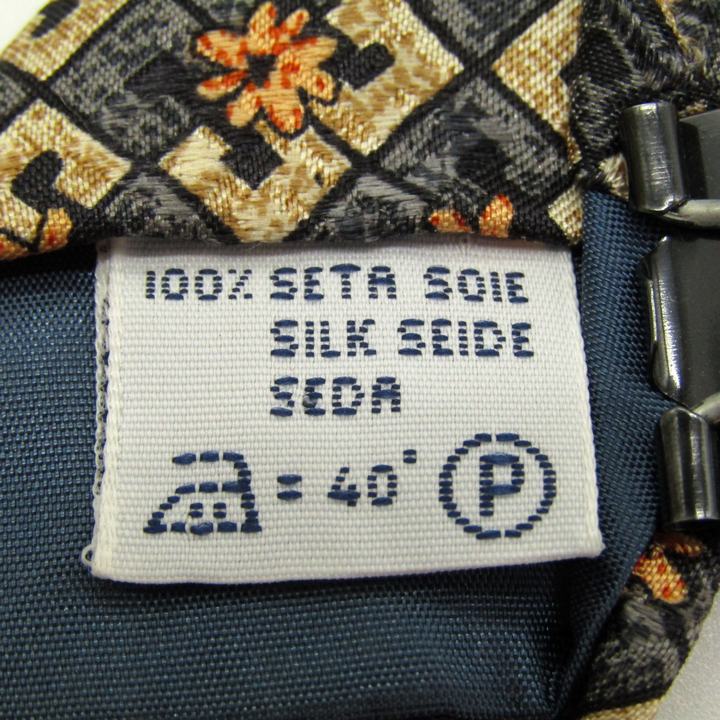 100% SETA SOIE
SILK SEIDE
SEDA
= 40° P